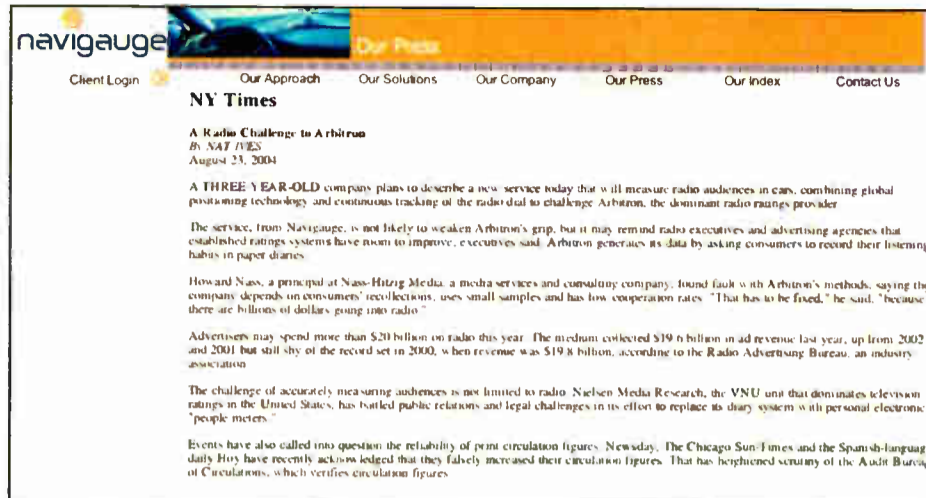 navigauge
Our Press
Client Login
Our Approach Our Solutions Our Company Our Press Our Index Contact Us
NY Times
A Radio Challenge to Arbitron
By NAT IVES
August 23, 2004
A THREE-YEAR-OLD company plans to describe a new service today that will measure radio audiences in cars, combining global
positioning technology and continuous tracking of the radio dial to challenge Arbitron, the dominant radio ratings provider
The service, from Navigauge, is not likely to weaken Arbitron's grip, but it may remind radio executives and advertising agencies that
established ratings systems have room to improve, executives said. Arbitron generates its data by asking consumers to record their listening
habits in paper diaries
Howard Nass, a principal at Nass-Hitzig Media, a media services and consulting company, found fault with Arbitron's methods, saying the
company depends on consumers' recollections, uses small samples and has low cooperation rates. "That has to be fixed," he said, "because
there are billions of dollars going into radio."
Advertisers may spend more than $20 billion on radio this year. The medium collected $19.6 billion in ad revenue last year, up from 2002
and 2001 but still shy of the record set in 2000, when revenue was $19.8 billion, according to the Radio Advertising Bureau, an industry
association
The challenge of accurately measuring audiences is not limited to radio. Nielsen Media Research, the VNU unit that dominates television
ratings in the United States, has battled public relations and legal challenges in its effort to replace its diary system with personal electronic
"people meters."
Events have also called into question the reliability of print circulation figures. Newsday, The Chicago Sun-Times and the Spanish-language
daily Hoy have recently acknowledged that they falsely increased their circulation figures. That has heightened scrutiny of the Audit Bureau
of Circulations, which verifies circulation figures